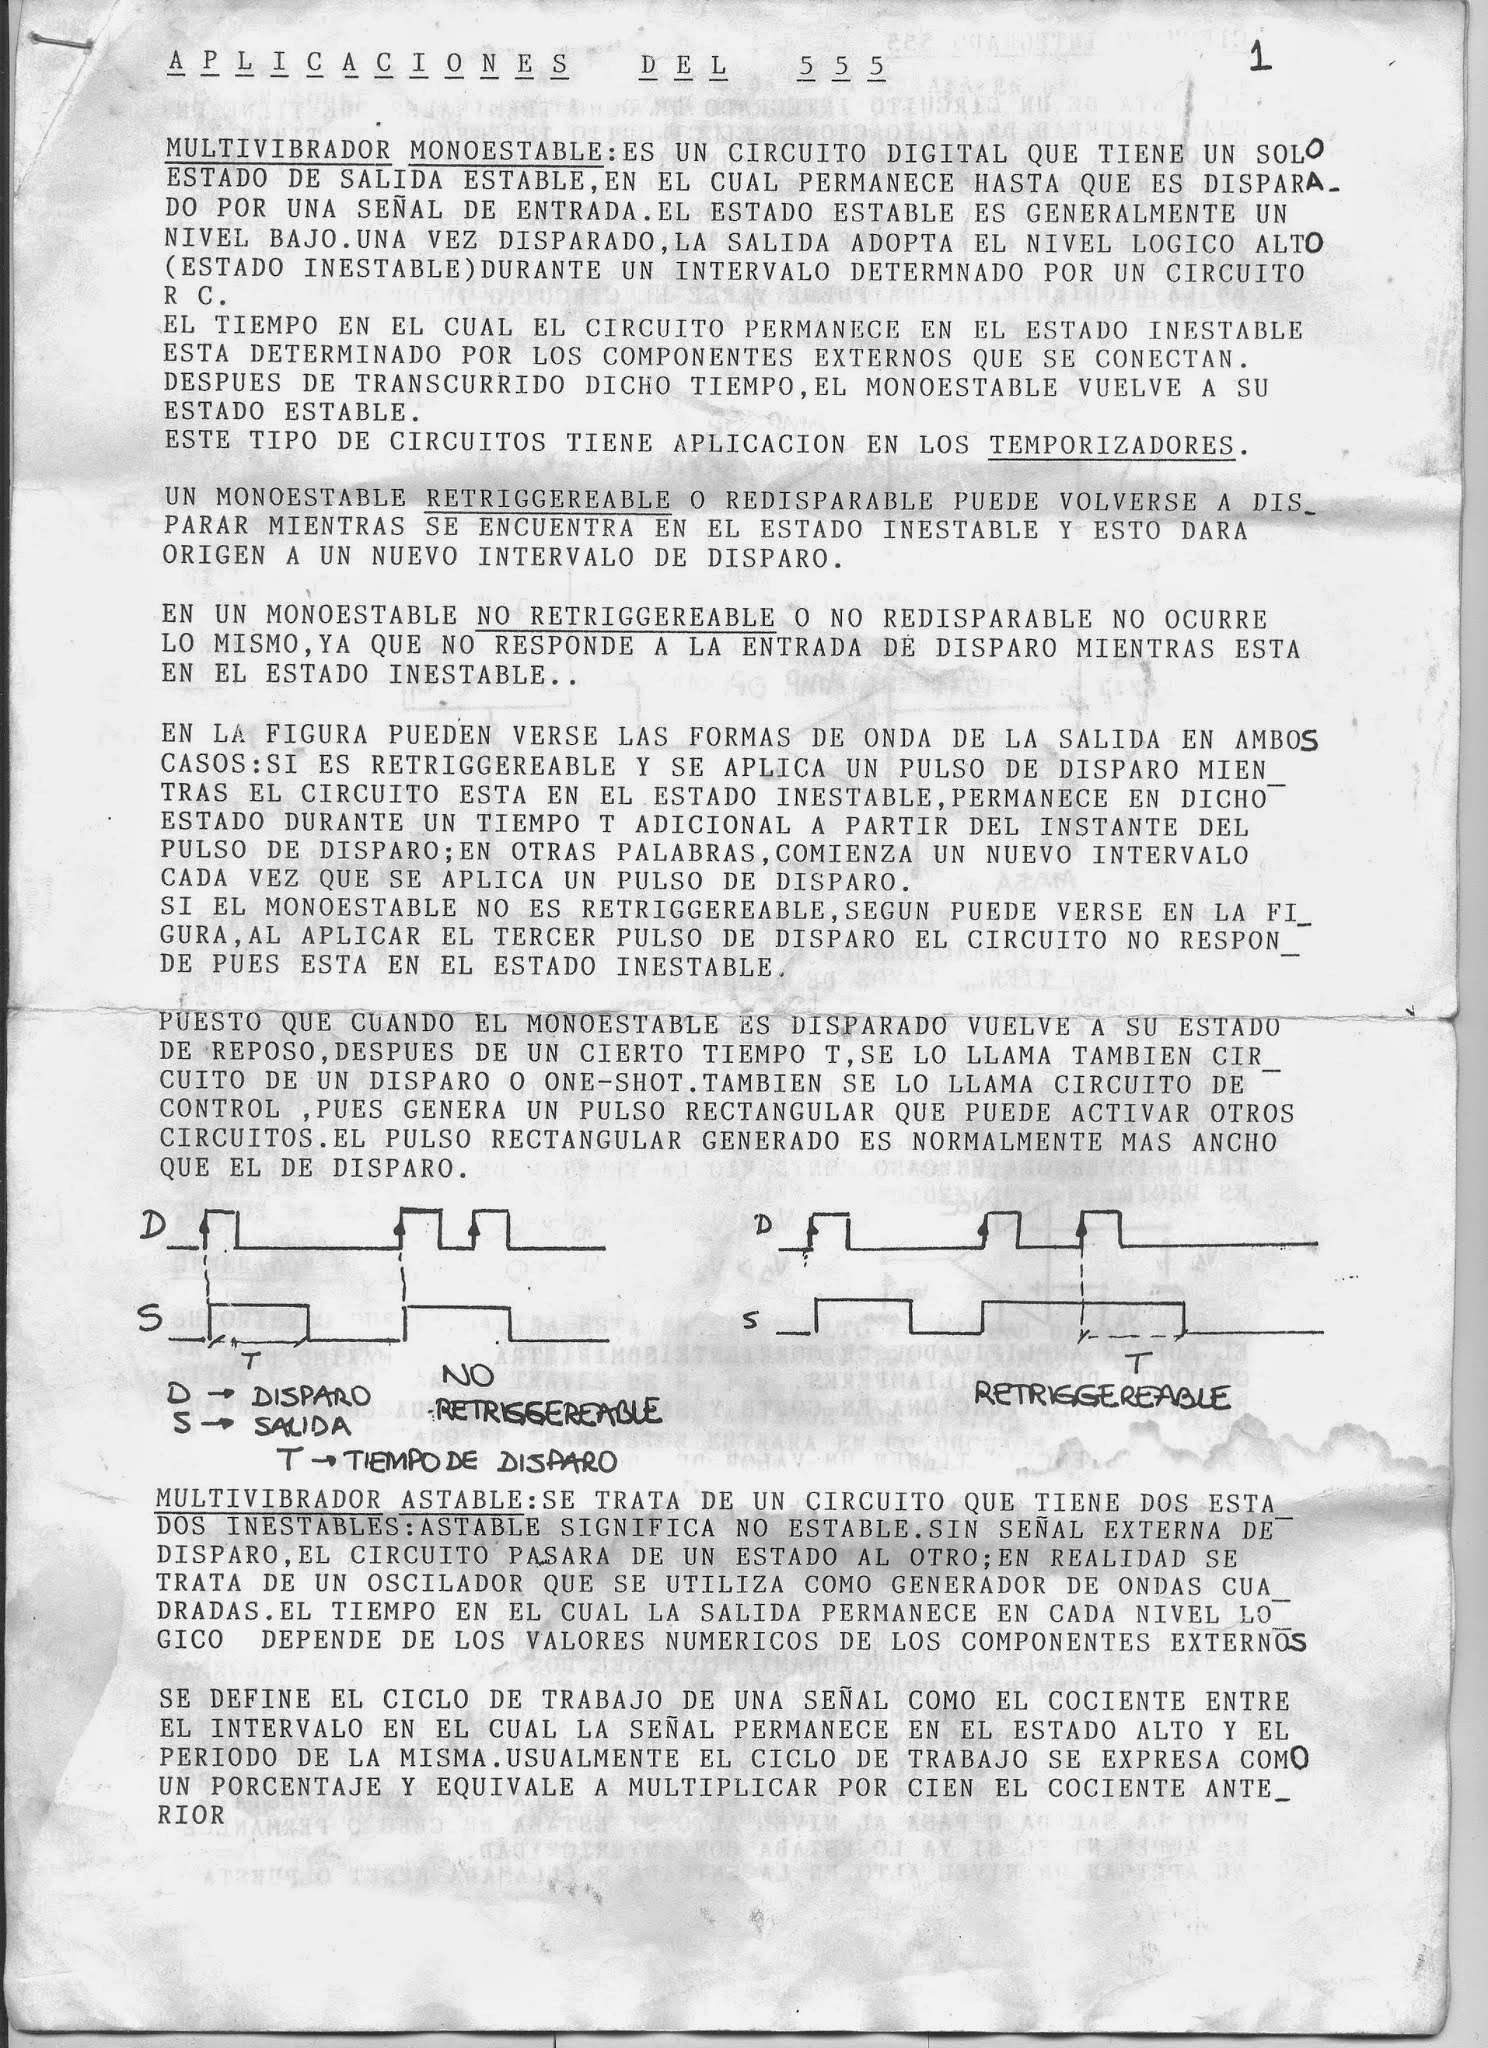 APLICACIONES DEL 555
1
MULTIVIBRADOR MONOESTABLE:ES UN CIRCUITO DIGITAL QUE TIENE UN SOLO
ESTADO DE SALIDA ESTABLE,EN EL CUAL PERMANECE HASTA QUE ES DISPARA_
DO POR UNA SEÑAL DE ENTRADA.EL ESTADO ESTABLE ES GENERALMENTE UN
NIVEL BAJO.UNA VEZ DISPARADO,LA SALIDA ADOPTA EL NIVEL LOGICO ALTO
(ESTADO INESTABLE)DURANTE UN INTERVALO DETERMNADO POR UN CIRCUITO
R C.
EL TIEMPO EN EL CUAL EL CIRCUITO PERMANECE EN EL ESTADO INESTABLE
ESTA DETERMINADO POR LOS COMPONENTES EXTERNOS QUE SE CONECTAN.
DESPUES DE TRANSCURRIDO DICHO TIEMPO,EL MONOESTABLE VUELVE A SU
ESTADO ESTABLE.
ESTE TIPO DE CIRCUITOS TIENE APLICACION EN LOS TEMPORIZADORES.
UN MONOESTABLE RETRIGGEREABLE O REDISPARABLE PUEDE VOLVERSE A DIS_
PARAR MIENTRAS SE ENCUENTRA EN EL ESTADO INESTABLE Y ESTO DARA
ORIGEN A UN NUEVO INTERVALO DE DISPARO.
EN UN MONOESTABLE NO RETRIGGEREABLE O NO REDISPARABLE NO OCURRE
LO MISMO,YA QUE NO RESPONDE A LA ENTRADA DE DISPARO MIENTRAS ESTA
EN EL ESTADO INESTABLE..
EN LA FIGURA PUEDEN VERSE LAS FORMAS DE ONDA DE LA SALIDA EN AMBOS
CASOS:SI ES RETRIGGEREABLE Y SE APLICA UN PULSO DE DISPARO MIEN_
TRAS EL CIRCUITO ESTA EN EL ESTADO INESTABLE,PERMANECE EN DICHO
ESTADO DURANTE UN TIEMPO T ADICIONAL A PARTIR DEL INSTANTE DEL
PULSO DE DISPARO;EN OTRAS PALABRAS,COMIENZA UN NUEVO INTERVALO
CADA VEZ QUE SE APLICA UN PULSO DE DISPARO.
SI EL MONOESTABLE NO ES RETRIGGEREABLE,SEGUN PUEDE VERSE EN LA FI_
GURA,AL APLICAR EL TERCER PULSO DE DISPARO EL CIRCUITO NO RESPON_
DE PUES ESTA EN EL ESTADO INESTABLE.
PUESTO QUE CUANDO EL MONOESTABLE ES DISPARADO VUELVE A SU ESTADO
DE REPOSO,DESPUES DE UN CIERTO TIEMPO T,SE LO LLAMA TAMBIEN CIR_
CUITO DE UN DISPARO O ONE-SHOT.TAMBIEN SE LO LLAMA CIRCUITO DE
CONTROL ,PUES GENERA UN PULSO RECTANGULAR QUE PUEDE ACTIVAR OTROS
CIRCUITOS.EL PULSO RECTANGULAR GENERADO ES NORMALMENTE MAS ANCHO
QUE EL DE DISPARO.
D
S
T
NO
RETRIGGEREABLE
D
S
T
RETRIGGEREABLE
D → DISPARO
S → SALIDA
T → TIEMPO DE DISPARO
MULTIVIBRADOR ASTABLE:SE TRATA DE UN CIRCUITO QUE TIENE DOS ESTA_
DOS INESTABLES:ASTABLE SIGNIFICA NO ESTABLE.SIN SEÑAL EXTERNA DE
DISPARO,EL CIRCUITO PASARA DE UN ESTADO AL OTRO;EN REALIDAD SE
TRATA DE UN OSCILADOR QUE SE UTILIZA COMO GENERADOR DE ONDAS CUA_
DRADAS.EL TIEMPO EN EL CUAL LA SALIDA PERMANECE EN CADA NIVEL LO_
GICO DEPENDE DE LOS VALORES NUMERICOS DE LOS COMPONENTES EXTERNOS
SE DEFINE EL CICLO DE TRABAJO DE UNA SEÑAL COMO EL COCIENTE ENTRE
EL INTERVALO EN EL CUAL LA SEÑAL PERMANECE EN EL ESTADO ALTO Y EL
PERIODO DE LA MISMA.USUALMENTE EL CICLO DE TRABAJO SE EXPRESA COMO
UN PORCENTAJE Y EQUIVALE A MULTIPLICAR POR CIEN EL COCIENTE ANTE_
RIOR